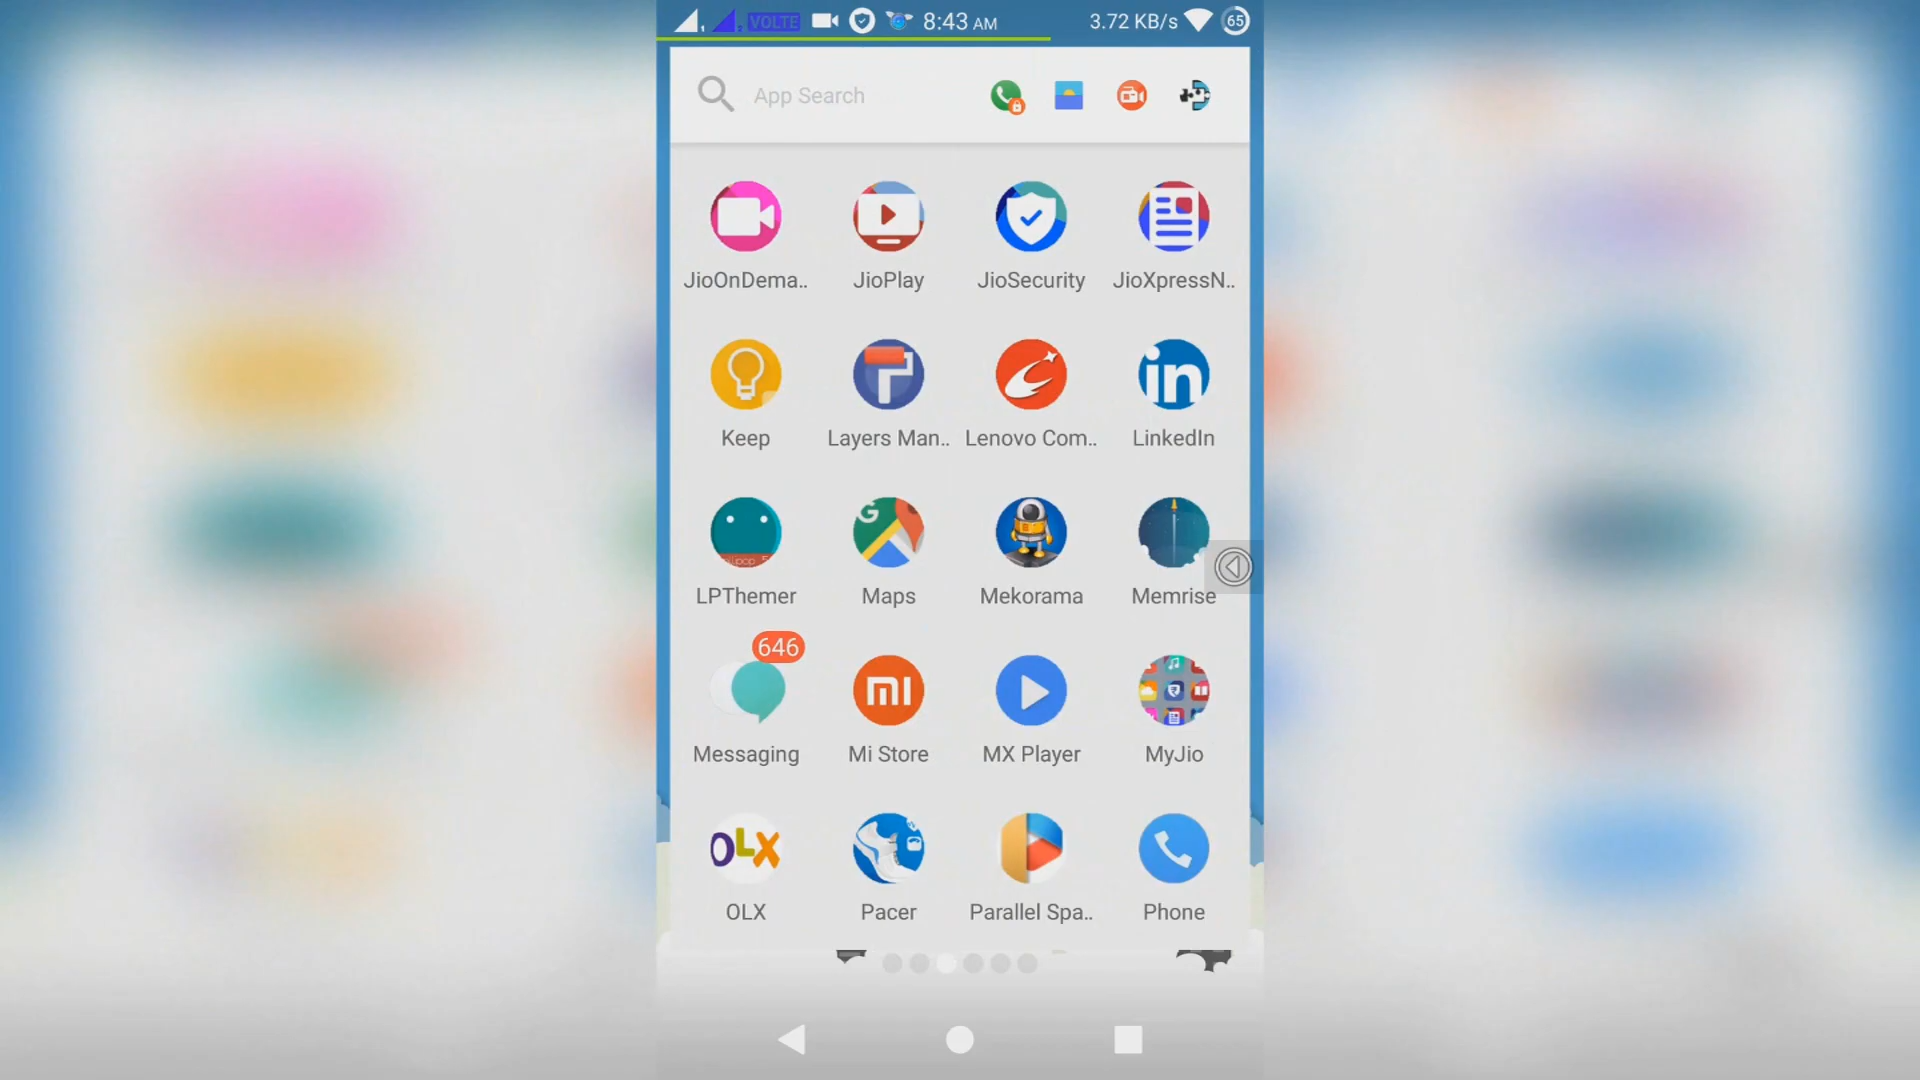 VOLTE 8:43 AM 3.72 KB/s 65
App Search
JioOnDema.. JioPlay JioSecurity JioXpressN..
Keep Layers Man.. Lenovo Com.. LinkedIn
LPThemer Maps Mekorama Memrise
646
Messaging Mi Store MX Player MyJio
OLX
OLX Pacer Parallel Spa.. Phone